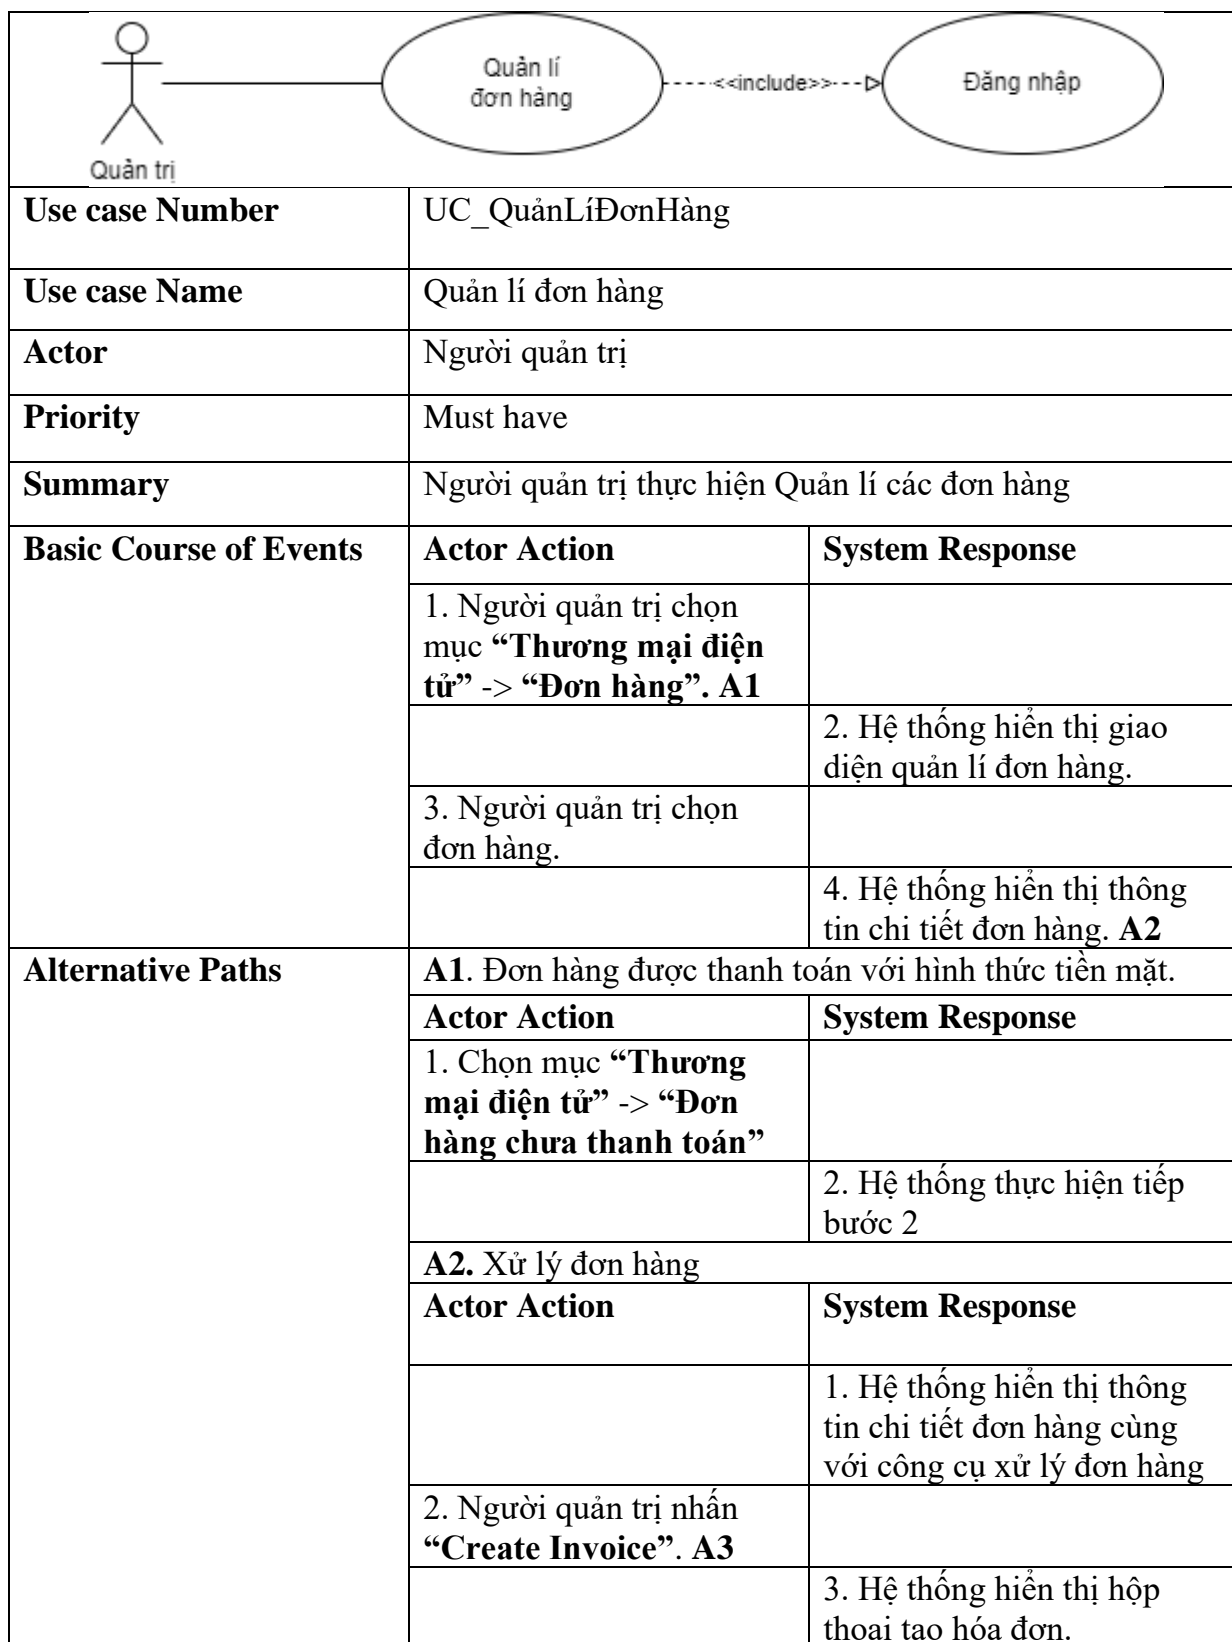 Quản lí
đơn hàng
<<include>>
Đăng nhập
Quản trị
Use case Number
UC_QuảnLíĐơnHàng
Use case Name
Quản lí đơn hàng
Actor
Người quản trị
Priority
Must have
Summary
Người quản trị thực hiện Quản lí các đơn hàng
Basic Course of Events
Actor Action
System Response
1. Người quản trị chọn
mục “Thương mại điện
tử” -> “Đơn hàng”. A1
2. Hệ thống hiển thị giao
diện quản lí đơn hàng.
3. Người quản trị chọn
đơn hàng.
4. Hệ thống hiển thị thông
tin chi tiết đơn hàng. A2
Alternative Paths
A1. Đơn hàng được thanh toán với hình thức tiền mặt.
Actor Action
System Response
1. Chọn mục “Thương
mại điện tử” -> “Đơn
hàng chưa thanh toán”
2. Hệ thống thực hiện tiếp
bước 2
A2. Xử lý đơn hàng
Actor Action
System Response
1. Hệ thống hiển thị thông
tin chi tiết đơn hàng cùng
với công cụ xử lý đơn hàng
2. Người quản trị nhấn
“Create Invoice”. A3
3. Hệ thống hiển thị hộp
thoại tạo hóa đơn.